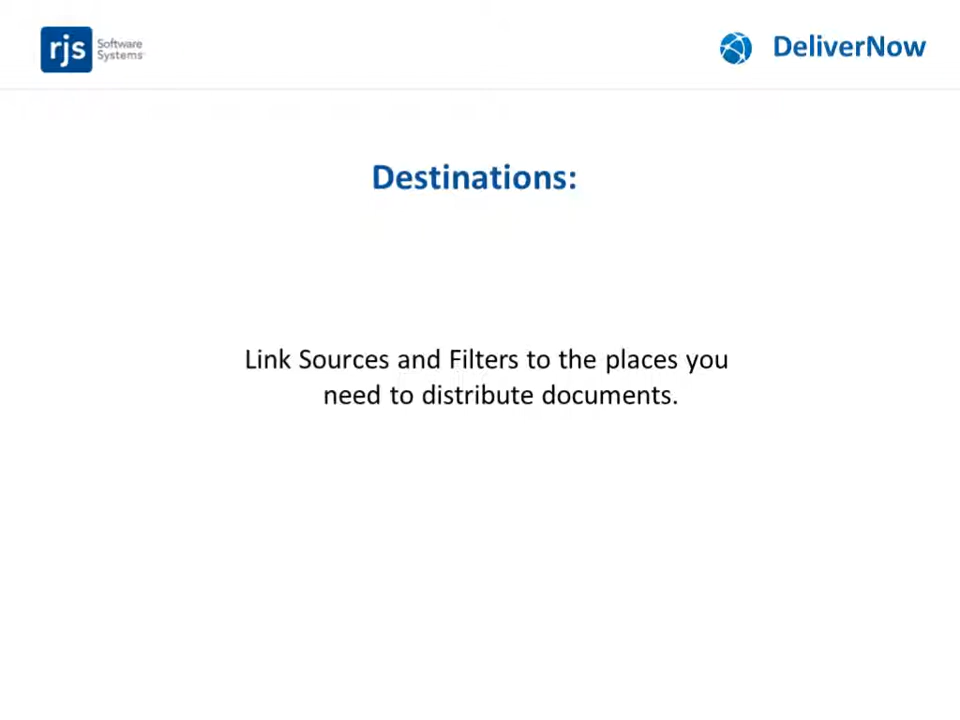 rjs Software
Systems
DeliverNow
Destinations:
Link Sources and Filters to the places you
need to distribute documents.